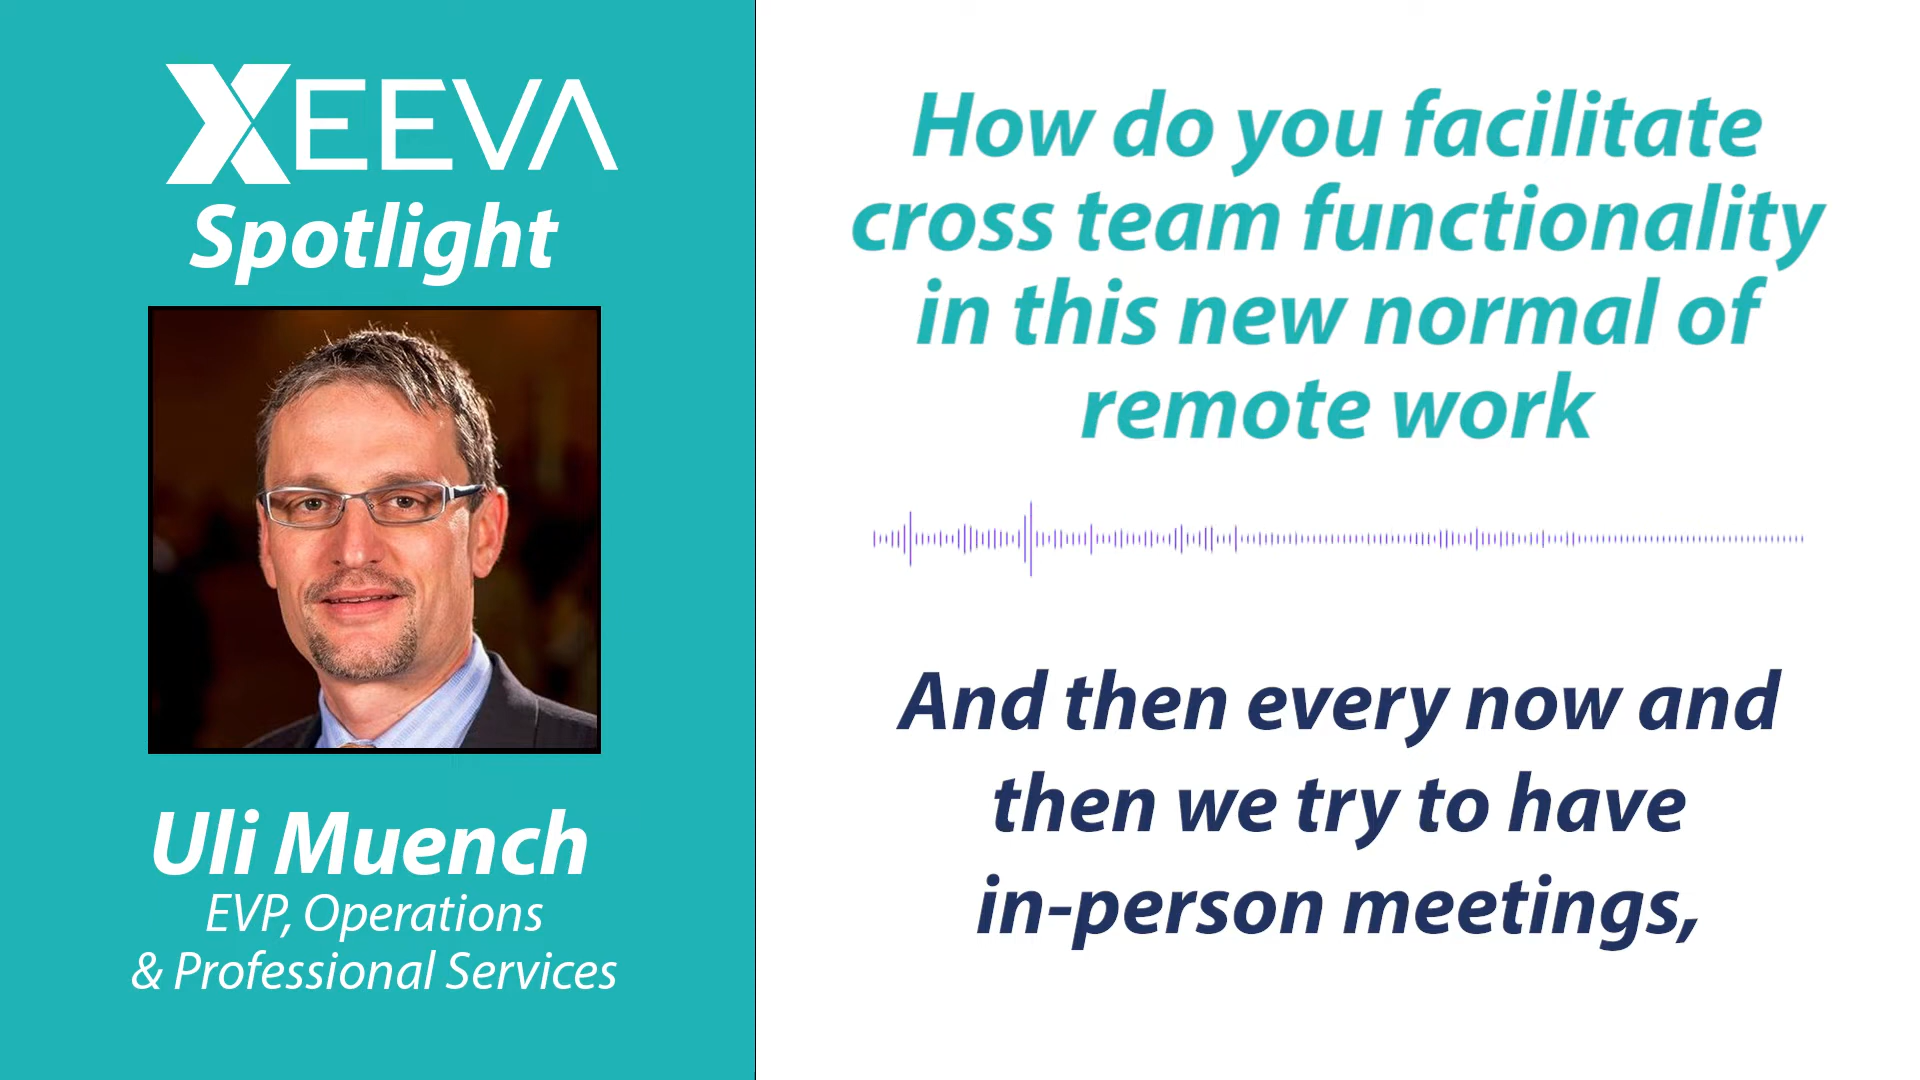 XEEVA
Spotlight
Uli Muench
EVP, Operations
& Professional Services
How do you facilitate
cross team functionality
in this new normal of
remote work
And then every now and
then we try to have
in-person meetings,